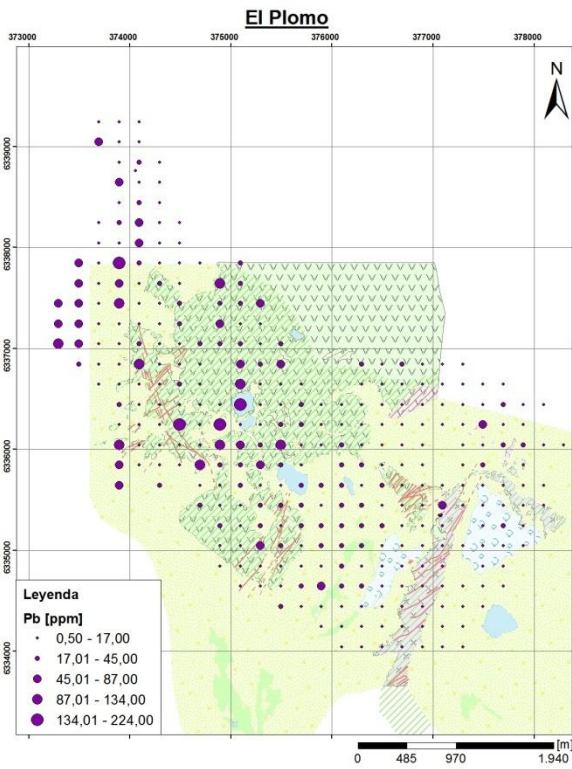 El Plomo
373000 374000 375000 376000 377000 378000
N
6339000
6338000
6337000
6336000
6335000
6334000
Leyenda
Pb [ppm]
0,50 - 17,00
17,01 - 45,00
45,01 - 87,00
87,01 - 134,00
134,01 - 224,00
[m]
0 485 970 1.940